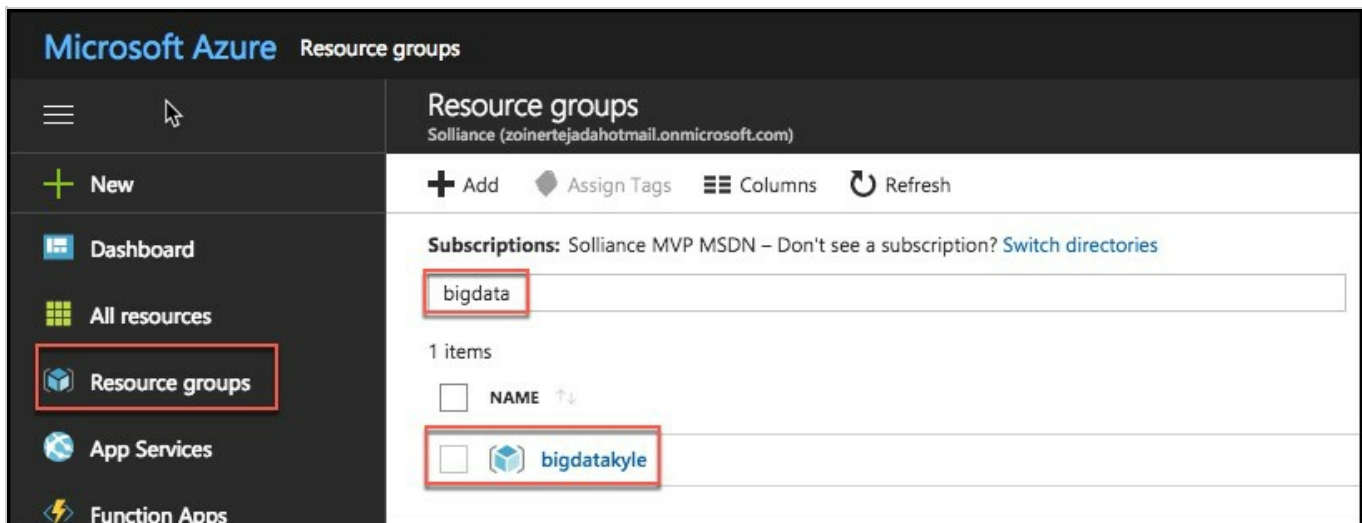 Microsoft Azure Resource groups
Resource groups
Solliance (zoinertejadahotmail.onmicrosoft.com)
New
Add Assign Tags Columns Refresh
Dashboard
Subscriptions: Solliance MVP MSDN – Don't see a subscription? Switch directories
bigdata
All resources
1 items
Resource groups
NAME
App Services
bigdatakyle
Function Apps